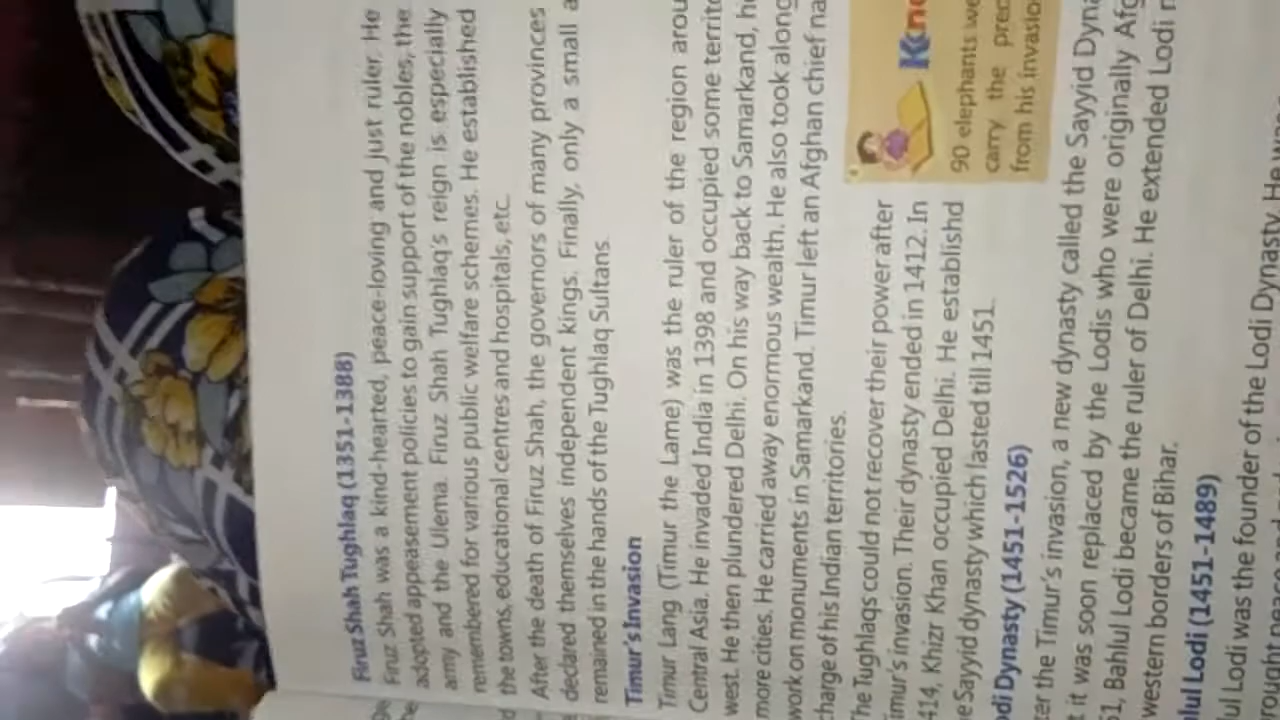 Firuz Shah Tughlaq (1351-1388)
Firuz Shah was a kind-hearted, peace-loving and just ruler. He
adopted appeasement policies to gain support of the nobles, the
army and the Ulema. Firuz Shah Tughlaq's reign is especially
remembered for various public welfare schemes. He established
the towns, educational centres and hospitals, etc.
After the death of Firuz Shah, the governors of many provinces
declared themselves independent kings. Finally, only a small
remained in the hands of the Tughlaq Sultans.
Timur's Invasion
Timur Lang (Timur the Lame) was the ruler of the region
Central Asia. He invaded India in 1398 and occupied some
west. He then plundered Delhi. On his way back to Samarkand,
more cities. He carried away enormous wealth. He also took along
work on monuments in Samarkand. Timur left an Afghan chief
charge of his Indian territories.
The Tughlaqs could not recover their power after
Timur's invasion. Their dynasty ended in 1412. In
414, Khizr Khan occupied Delhi. He establishd
e Sayyid dynasty which lasted till 1451.
90 elephants
carry the
from his
odi Dynasty (1451-1526)
ter the Timur's invasion, a new dynasty called the Sayyid
it was soon replaced by the Lodis who were originally
51, Bahlul Lodi became the ruler of Delhi. He extended Lodi
western borders of Bihar.
lul Lodi (1451-1489)
ul Lodi was the founder of the Lodi Dynasty. He